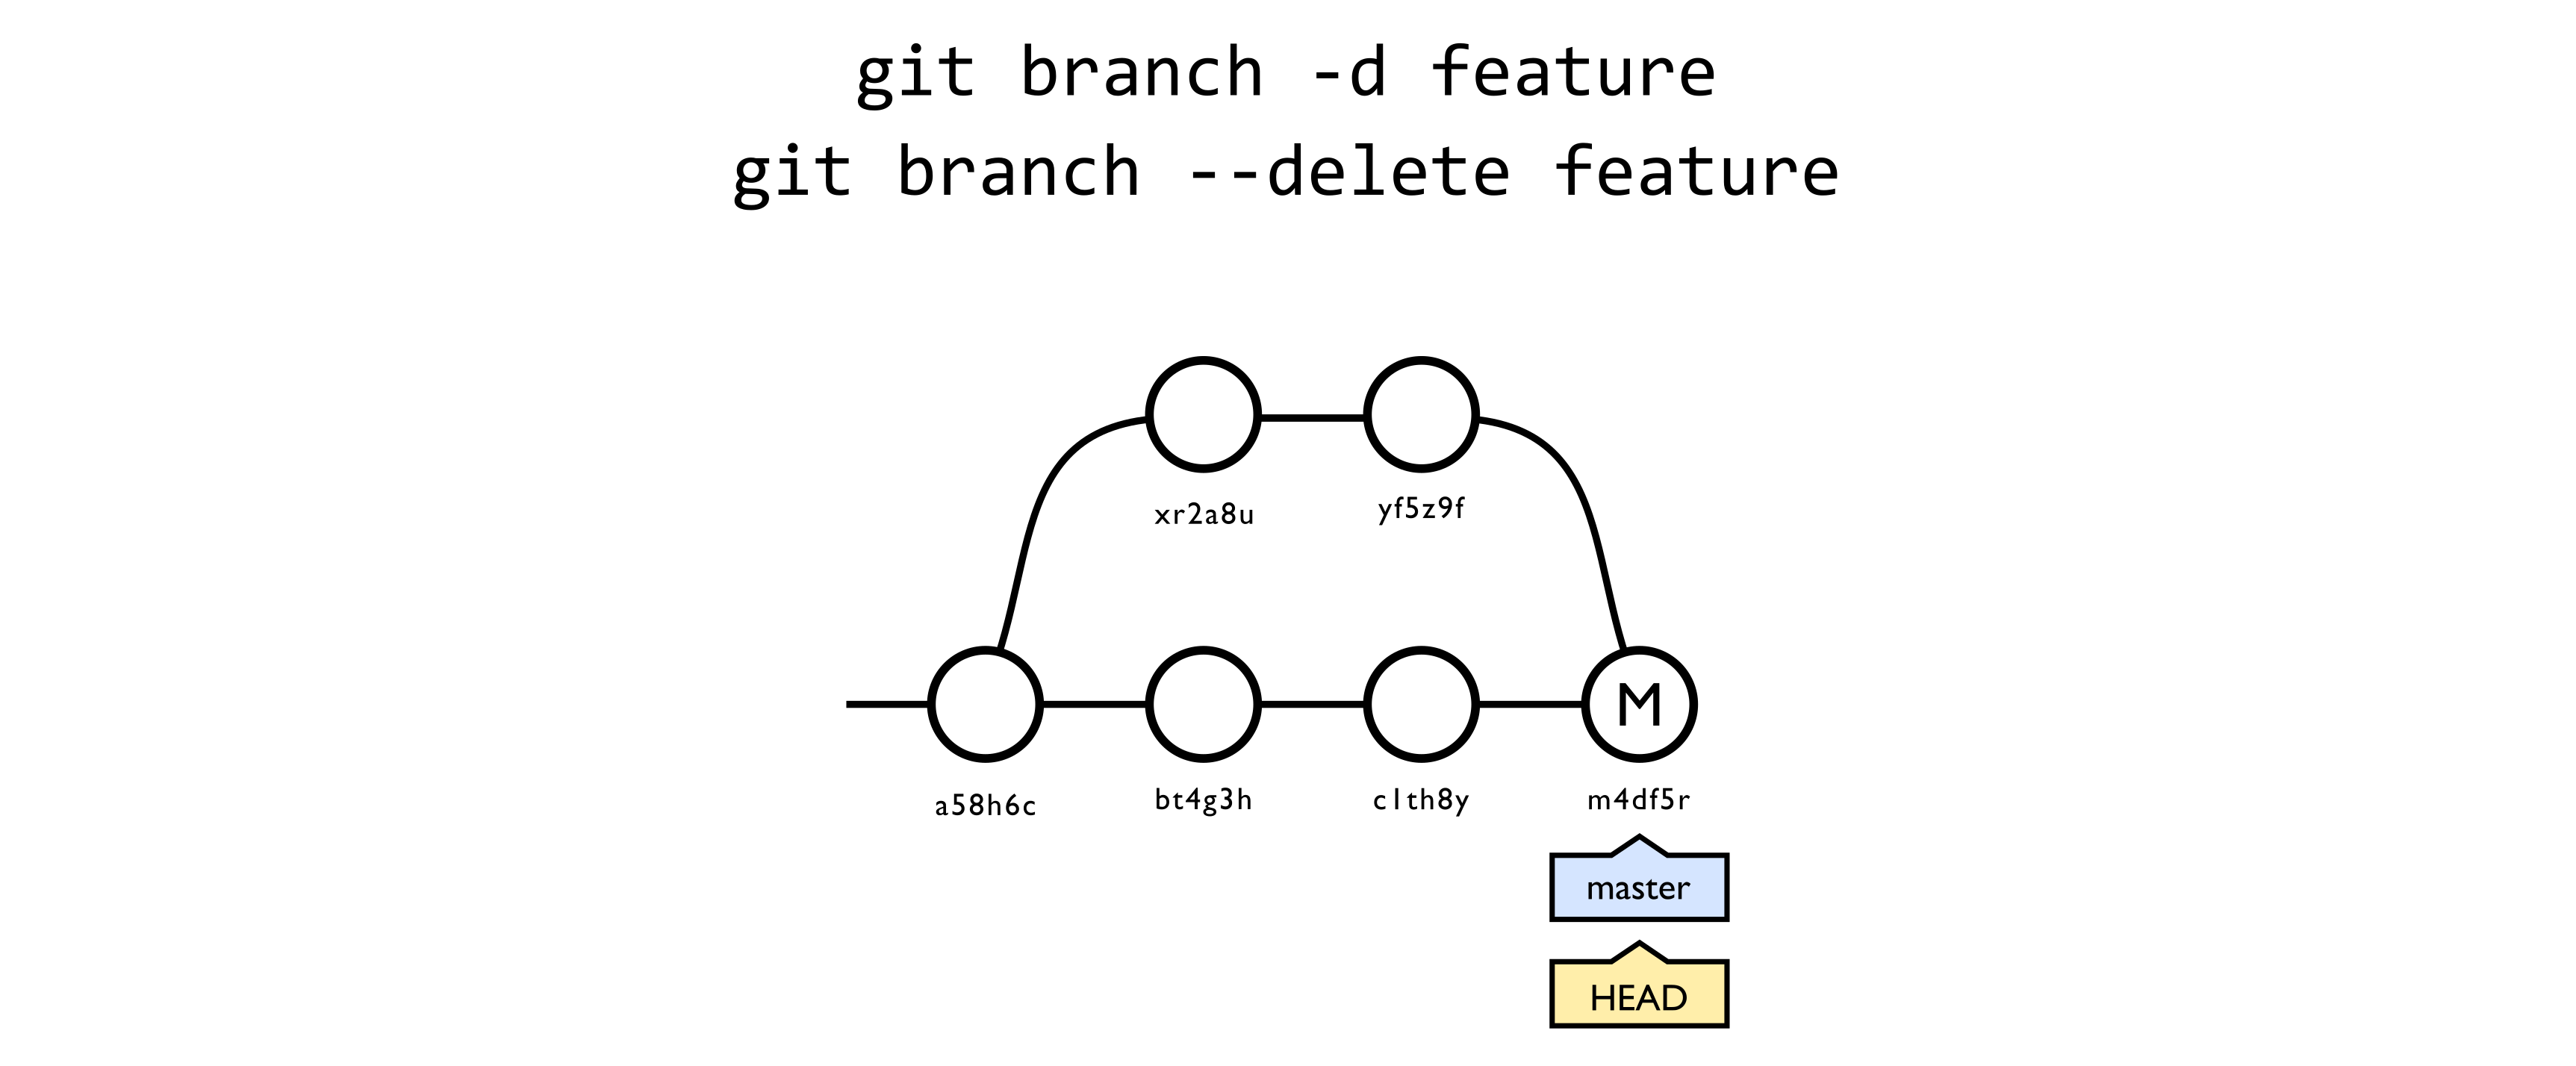 git branch -d feature
git branch --delete feature
xr2a8u
yf5z9f
M
a58h6c
bt4g3h
c1th8y
m4df5r
master
HEAD